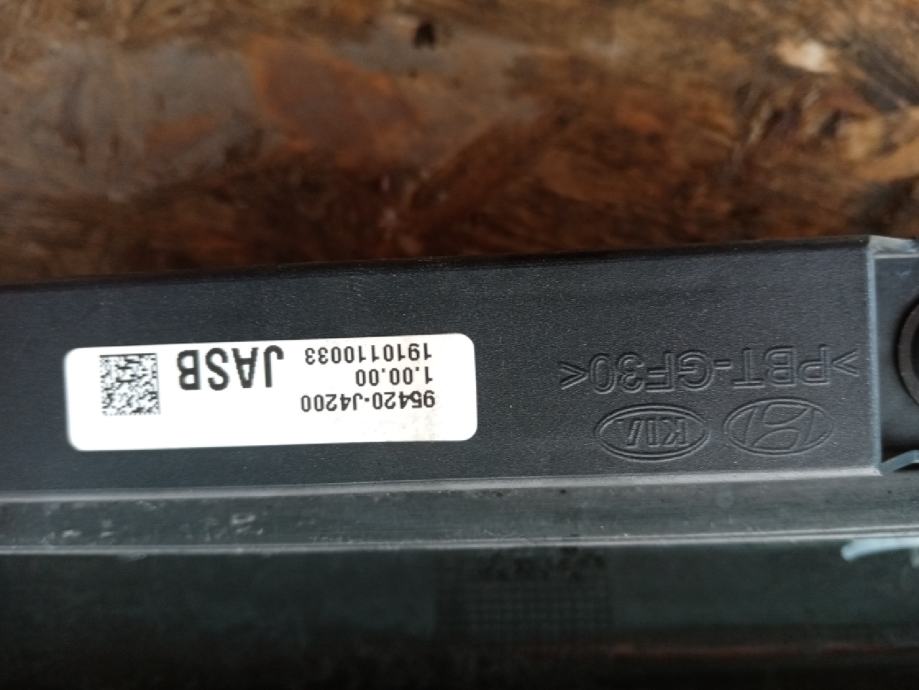 95420-J4200
1.00.00
1910110033
JASB
KIA
>PBT-GF30<